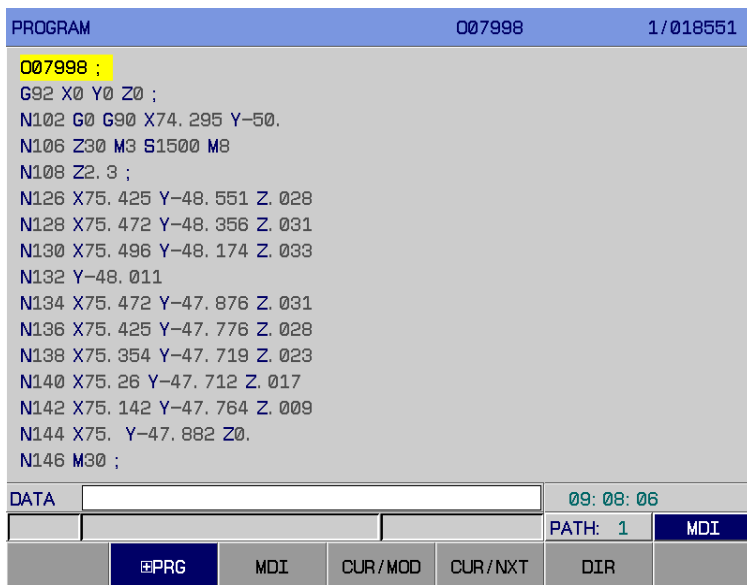 PROGRAM O07998 1/018551
O07998 ;
G92 X0 Y0 Z0 ;
N102 G0 G90 X74.295 Y-50.
N106 Z30 M3 S1500 M8
N108 Z2.3 ;
N126 X75.425 Y-48.551 Z.028
N128 X75.472 Y-48.356 Z.031
N130 X75.496 Y-48.174 Z.033
N132 Y-48.011
N134 X75.472 Y-47.876 Z.031
N136 X75.425 Y-47.776 Z.028
N138 X75.354 Y-47.719 Z.023
N140 X75.26 Y-47.712 Z.017
N142 X75.142 Y-47.764 Z.009
N144 X75. Y-47.882 Z0.
N146 M30 ;
DATA 09:08:06
PATH: 1 MDI
⊞PRG MDI CUR/MOD CUR/NXT DIR